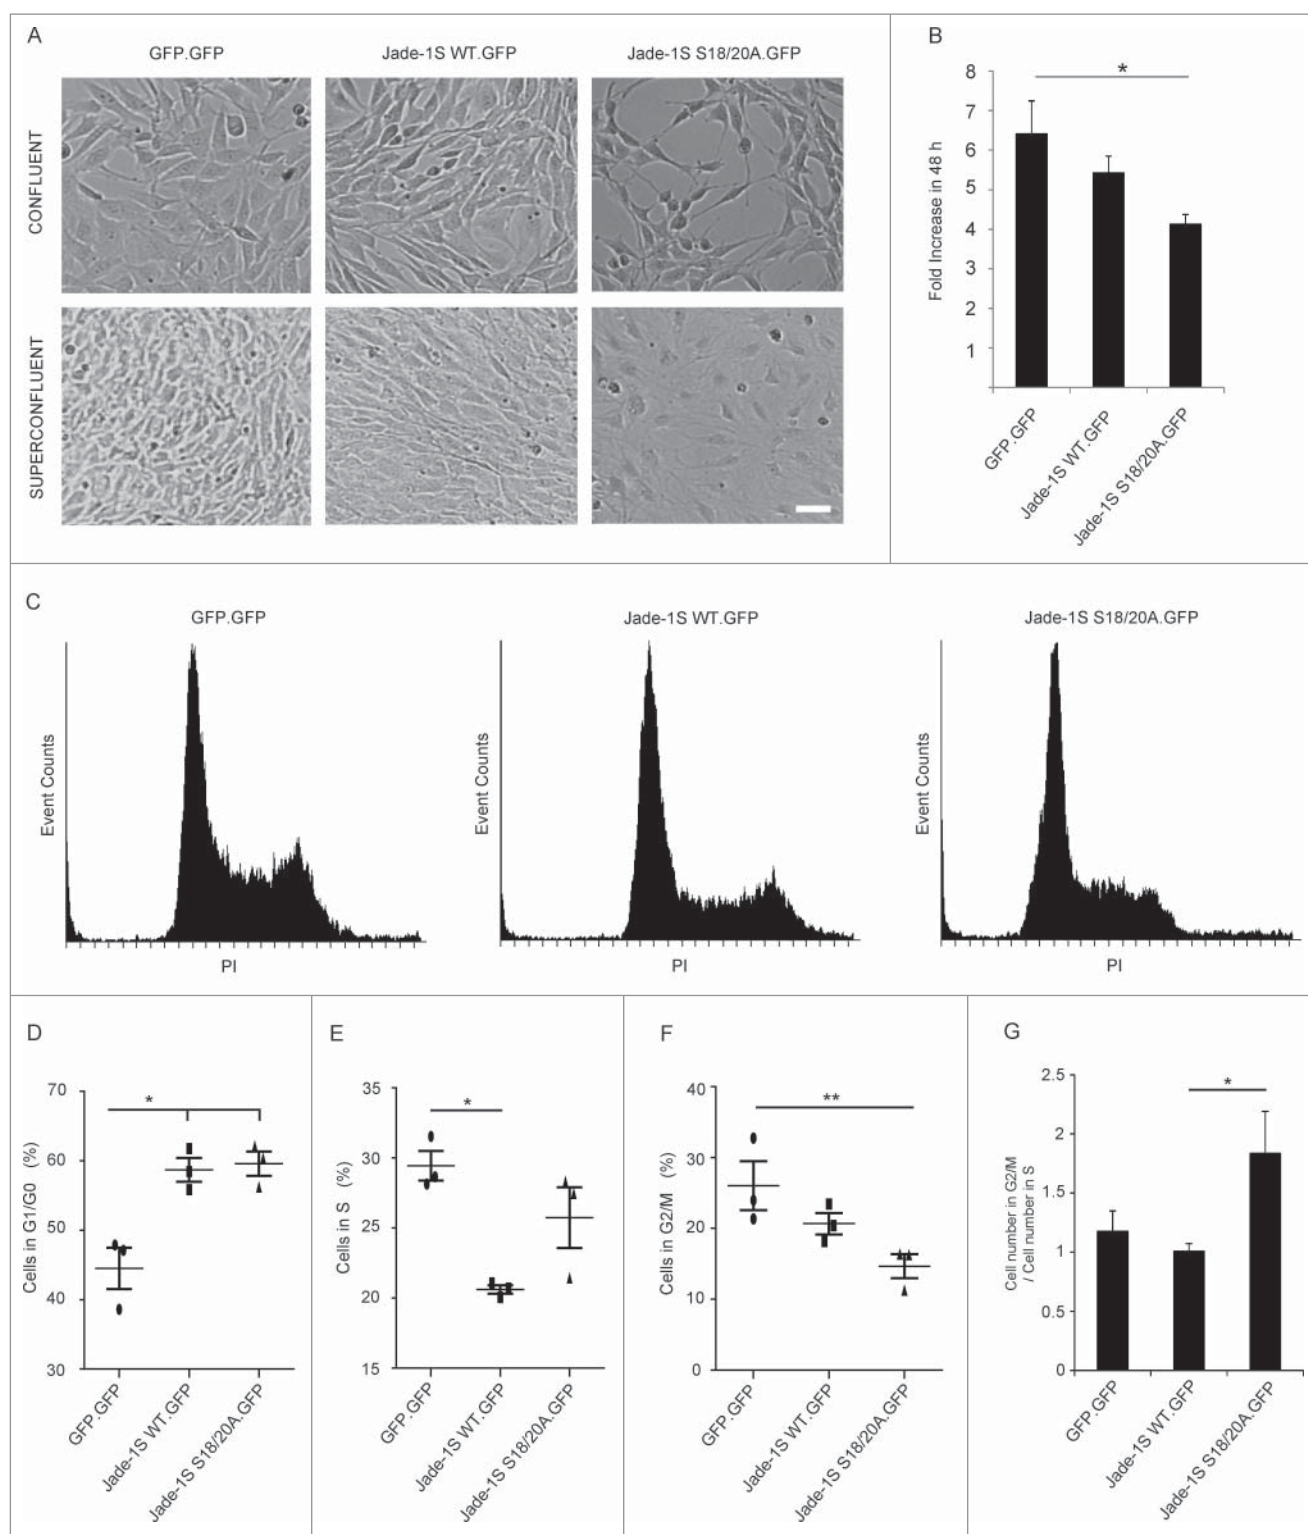 A
GFP.GFP
Jade-1S WT.GFP
Jade-1S S18/20A.GFP
CONFLUENT
SUPERCONFLUENT
B
Fold Increase in 48 h
8
7
6
5
4
3
2
1
*
GFP.GFP
Jade-1S WT.GFP
Jade-1S S18/20A.GFP
C
GFP.GFP
Jade-1S WT.GFP
Jade-1S S18/20A.GFP
Event Counts
Event Counts
Event Counts
PI
PI
PI
D
Cells in G1/G0 (%)
70
60
50
40
30
*
GFP.GFP
Jade-1S WT.GFP
Jade-1S S18/20A.GFP
E
Cells in S (%)
35
30
25
20
15
*
GFP.GFP
Jade-1S WT.GFP
Jade-1S S18/20A.GFP
F
Cells in G2/M (%)
40
30
20
10
0
**
GFP.GFP
Jade-1S WT.GFP
Jade-1S S18/20A.GFP
G
Cell number in G2/M
/ Cell number in S
2.5
2
1.5
1
0.5
0
*
GFP.GFP
Jade-1S WT.GFP
Jade-1S S18/20A.GFP